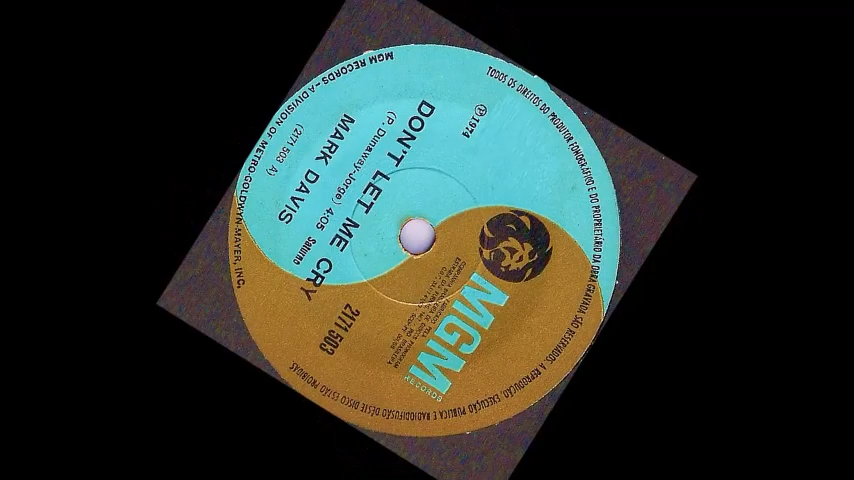 TODOS OS DIREITOS DO PRODUTOR FONOGRÁFICO E DO PROPRIETÁRIO DA OBRA GRAVADA SÃO RESERVADOS. A REPRODUÇÃO, EXECUÇÃO PÚBLICA E RADIODIFUSÃO DÊSTE DISCO ESTÃO PROIBIDAS
MGM
RECORDS
℗ 1974
2171 503
DON'T LET ME CRY
(P. Dunaway-Jorge) 4:05
Saturno
MARK DAVIS
(2171 503 A)
MGM RECORDS - A DIVISION OF METRO-GOLDWYN-MAYER, INC.